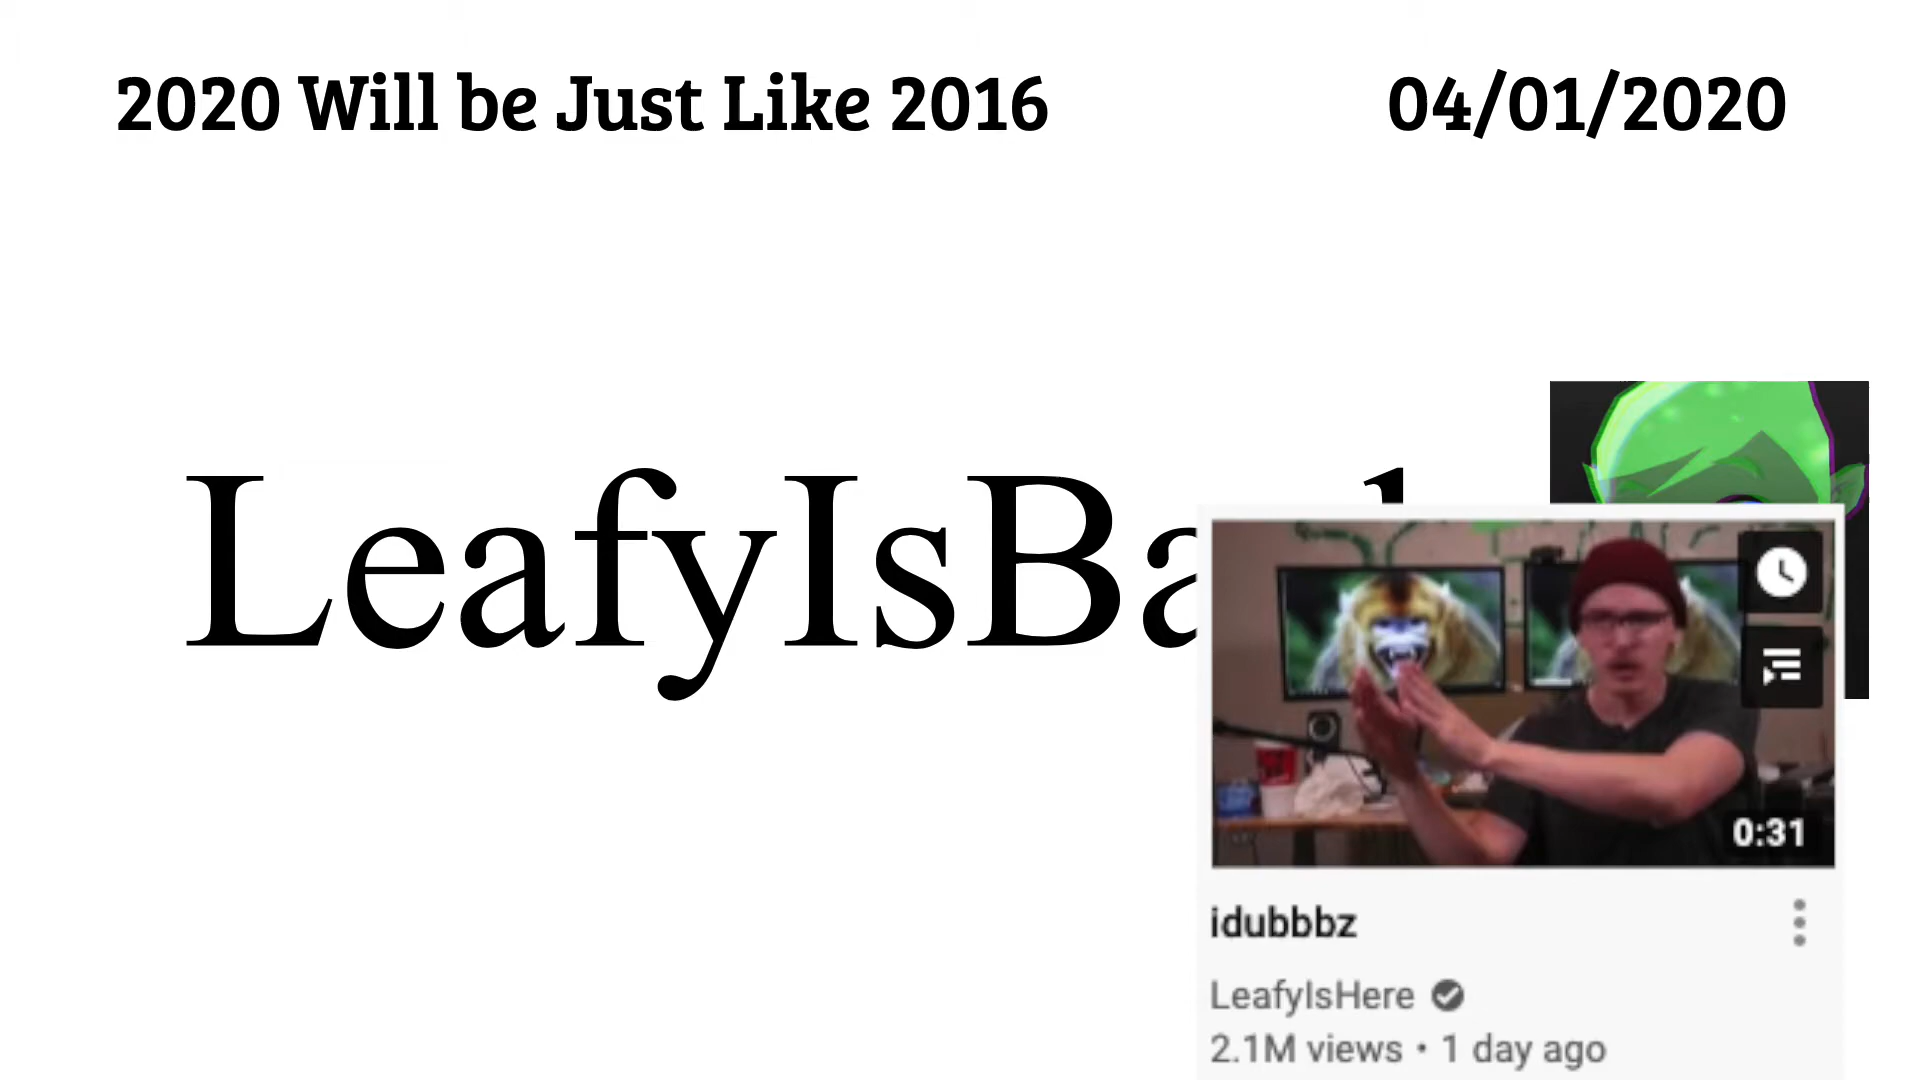 2020 Will be Just Like 2016 04/01/2020
LeafyIsBa
0:31
idubbbz
LeafyIsHere
2.1M views • 1 day ago